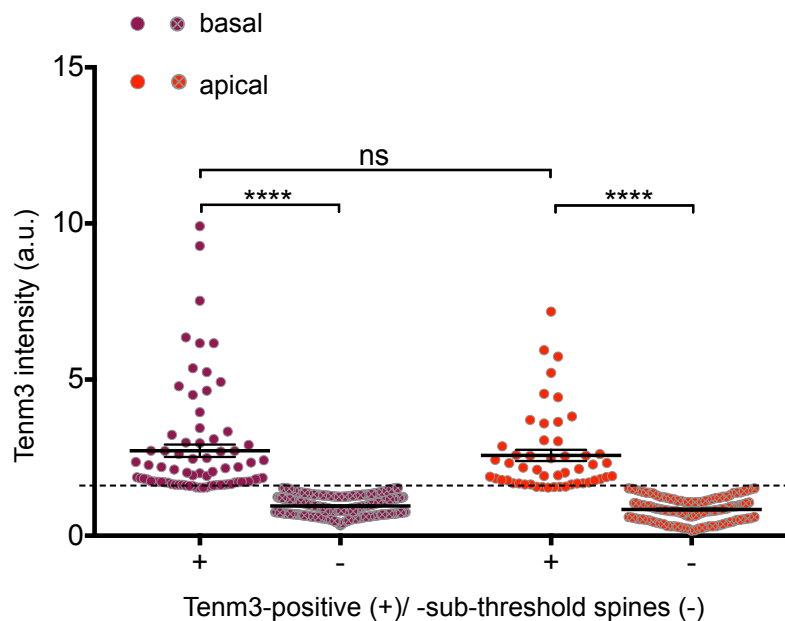 basal
apical
15
ns
**** ****
10
5
0
+ - + -
Tenm3 intensity (a.u.)
Tenm3-positive (+)/ -sub-threshold spines (-)